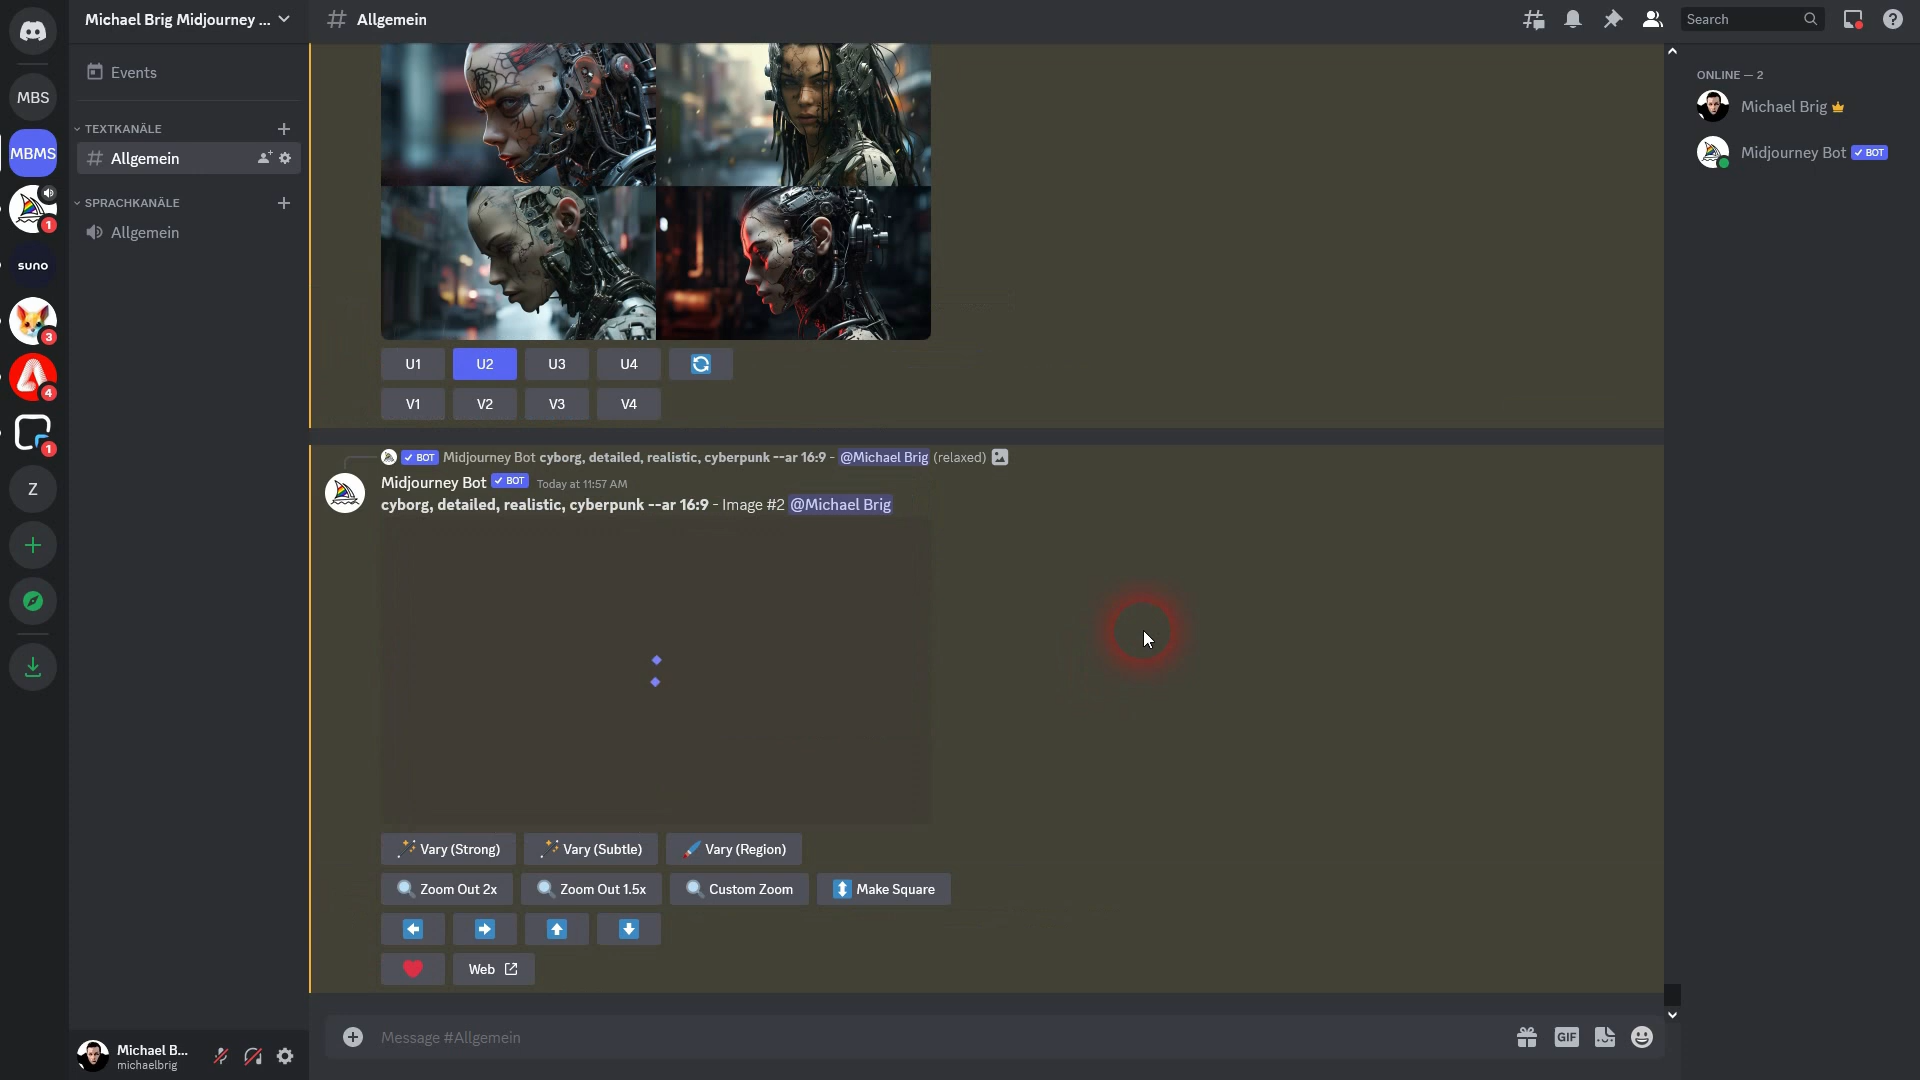 Michael Brig Midjourney ...
Allgemein
Search
Events
MBS
TEXTKANÄLE
MBMS
Allgemein
SPRACHKANÄLE
1
Allgemein
suno
3
4
1
Z
ONLINE — 2
Michael Brig
Midjourney Bot BOT
U1 U2 U3 U4
V1 V2 V3 V4
BOT Midjourney Bot cyborg, detailed, realistic, cyberpunk --ar 16:9 - @Michael Brig (relaxed)
Midjourney Bot BOT Today at 11:57 AM
cyborg, detailed, realistic, cyberpunk --ar 16:9 - Image #2 @Michael Brig
Vary (Strong) Vary (Subtle) Vary (Region)
Zoom Out 2x Zoom Out 1.5x Custom Zoom Make Square
Web
Message #Allgemein
GIF
Michael B...
michaelbrig